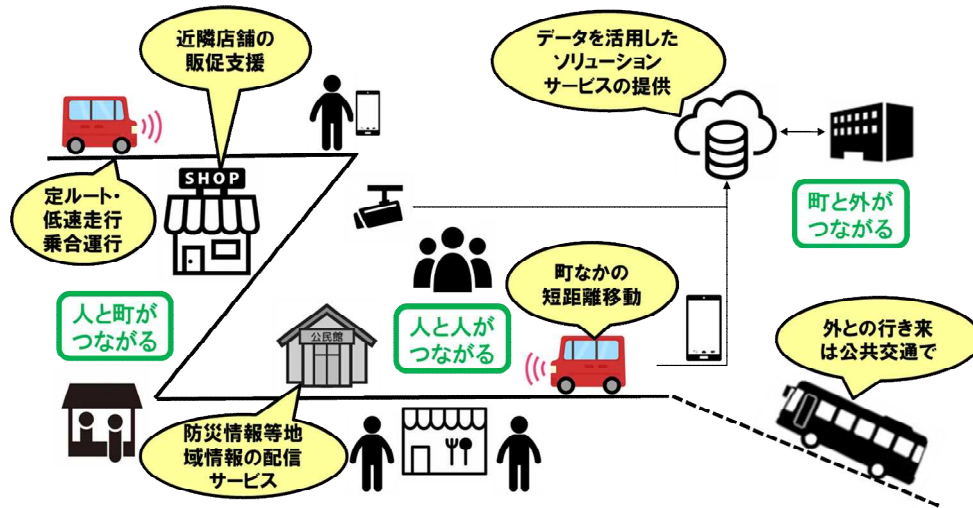 近隣店舗の
販促支援
データを活用した
ソリューション
サービスの提供
定ルート・
低速走行
乗合運行
SHOP
町と外が
つながる
町なかの
短距離移動
人と町が
つながる
公民館
人と人が
つながる
外との行き来
は公共交通で
防災情報等地
域情報の配信
サービス